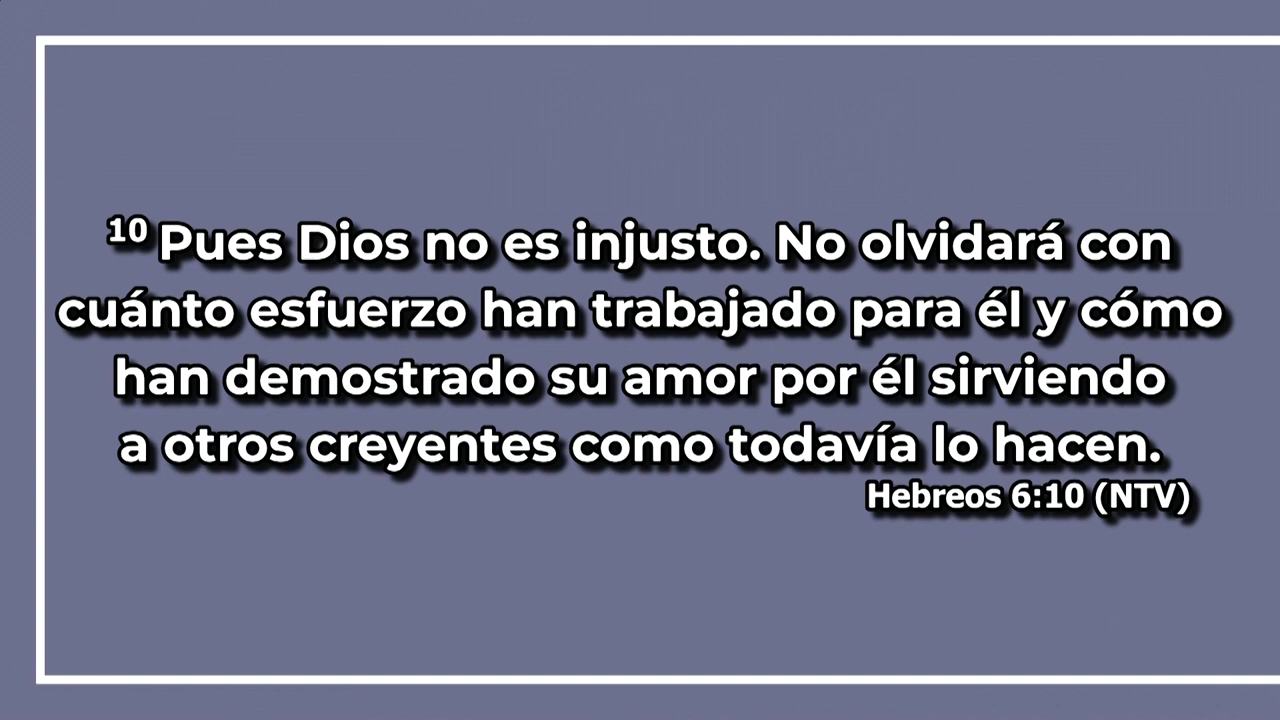 10 Pues Dios no es injusto. No olvidará con
cuánto esfuerzo han trabajado para él y cómo
han demostrado su amor por él sirviendo
a otros creyentes como todavía lo hacen.
Hebreos 6:10 (NTV)